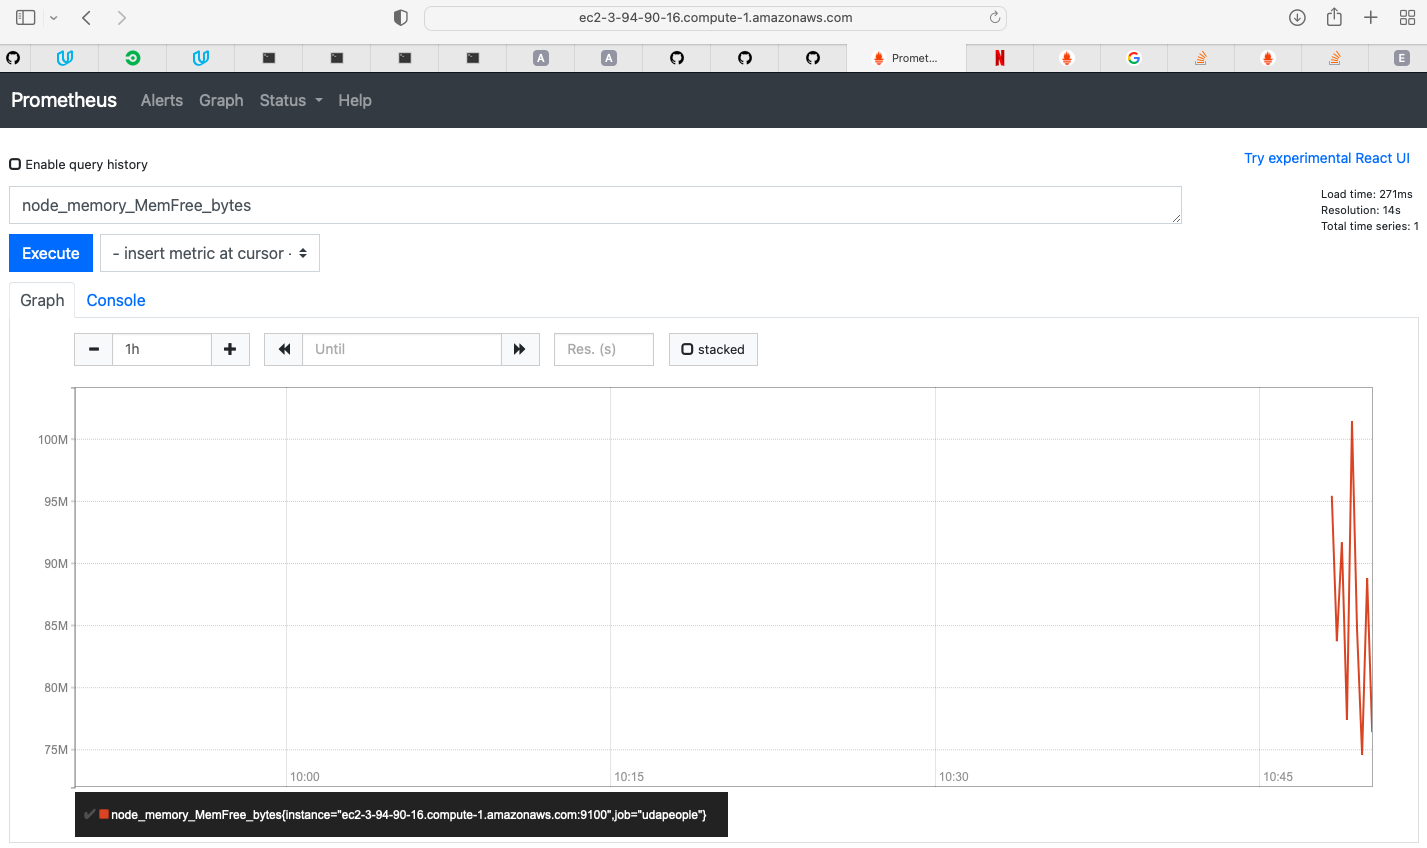 ec2-3-94-90-16.compute-1.amazonaws.com
A
A
Promet...
N
G
E
Prometheus Alerts Graph Status Help
Enable query history
Try experimental React UI
node_memory_MemFree_bytes
Load time: 271ms
Resolution: 14s
Total time series: 1
Execute
- insert metric at cursor -
Graph Console
1h
Until
Res. (s)
stacked
100M
95M
90M
85M
80M
75M
10:00 10:15 10:30 10:45
✔ node_memory_MemFree_bytes{instance="ec2-3-94-90-16.compute-1.amazonaws.com:9100",job="udapeople"}